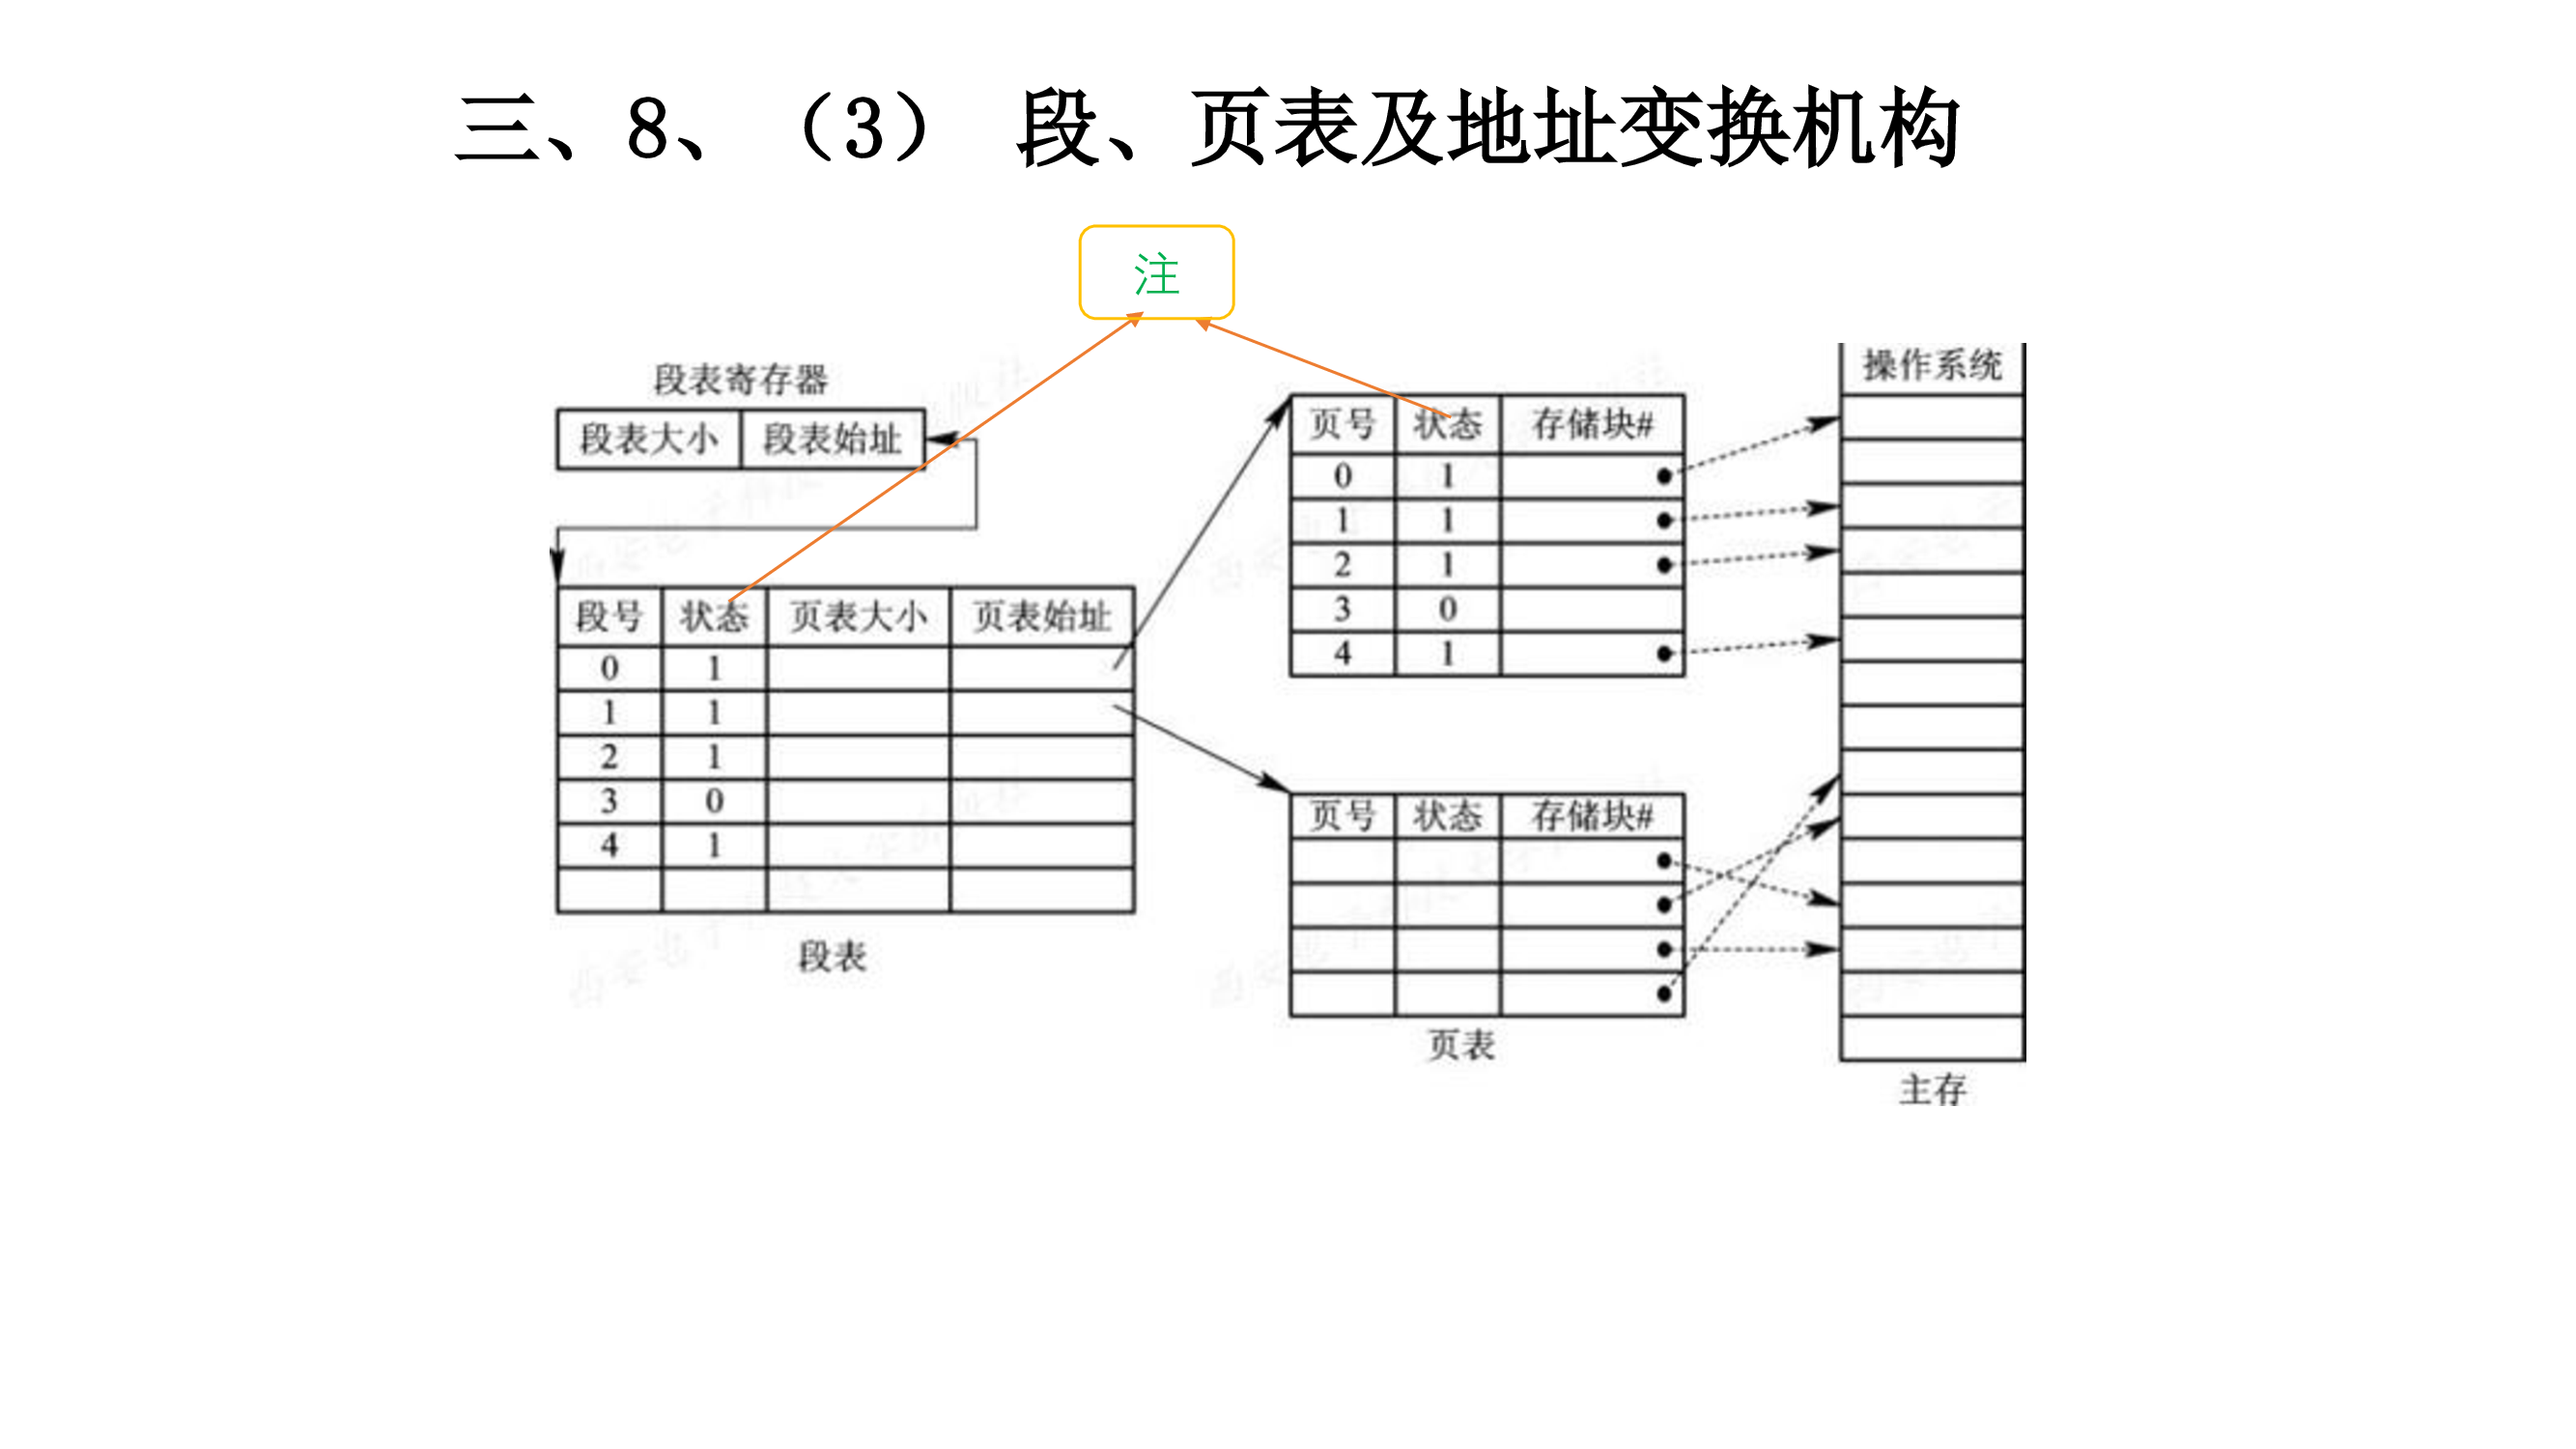 三、8、（3） 段、页表及地址变换机构
注
段表寄存器
段表大小 段表始址
段号 状态 页表大小 页表始址
0 1
1 1
2 1
3 0
4 1
段表
页号 状态 存储块#
0 1
1 1
2 1
3 0
4 1
页号 状态 存储块#
页表
操作系统
主存